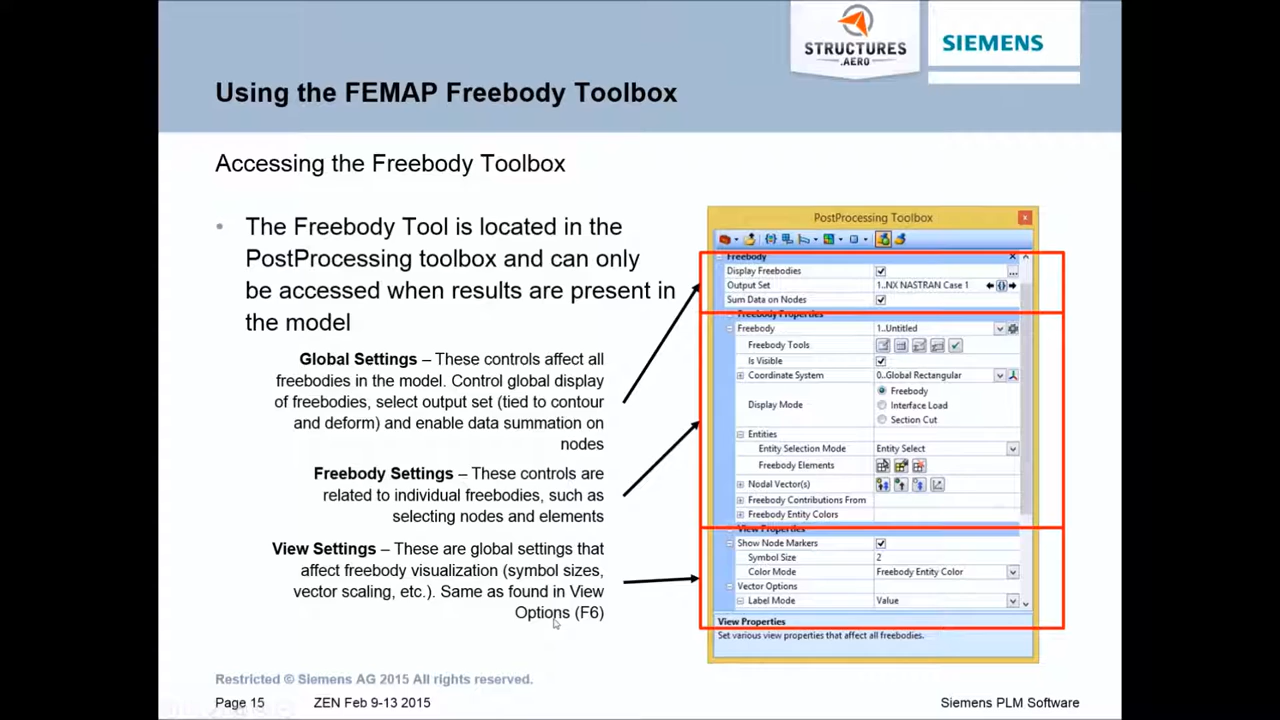 STRUCTURES
.AERO
SIEMENS
Using the FEMAP Freebody Toolbox
Accessing the Freebody Toolbox
• The Freebody Tool is located in the
PostProcessing toolbox and can only
be accessed when results are present in
the model
Global Settings – These controls affect all
freebodies in the model. Control global display
of freebodies, select output set (tied to contour
and deform) and enable data summation on
nodes
Freebody Settings – These controls are
related to individual freebodies, such as
selecting nodes and elements
View Settings – These are global settings that
affect freebody visualization (symbol sizes,
vector scaling, etc.). Same as found in View
Options (F6)
PostProcessing Toolbox
Freebody
Display Freebodies
Output Set 1..NX NASTRAN Case 1
Sum Data on Nodes
Freebody Properties
Freebody 1..Untitled
Freebody Tools
Is Visible
Coordinate System 0..Global Rectangular
Display Mode
Freebody
Interface Load
Section Cut
Entities
Entity Selection Mode Entity Select
Freebody Elements
Nodal Vector(s)
Freebody Contributions From
Freebody Entity Colors
View Properties
Show Node Markers
Symbol Size 2
Color Mode Freebody Entity Color
Vector Options
Label Mode Value
View Properties
Set various view properties that affect all freebodies.
Restricted © Siemens AG 2015 All rights reserved.
Page 15 ZEN Feb 9-13 2015 Siemens PLM Software